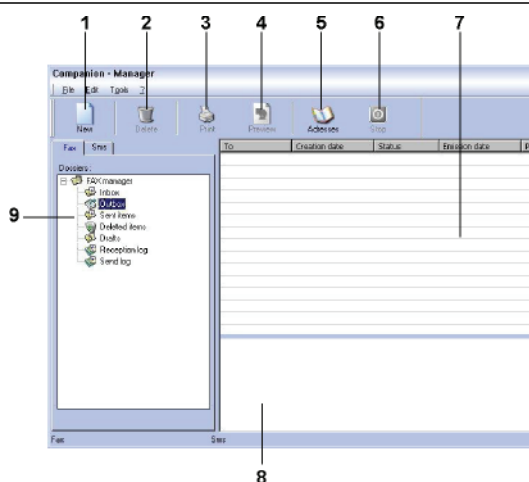 1 2 3 4 5 6 7
Companion - Manager
File Edit Tools ?
New Delete Print Preview Adresses Stop
Fax Sms
To Creation date Status Emission date P
Dossiers:
FAX manager
Inbox
Outbox
9
Sent items
Deleted items
Drafts
Reception log
Send log
Fax Sms
8